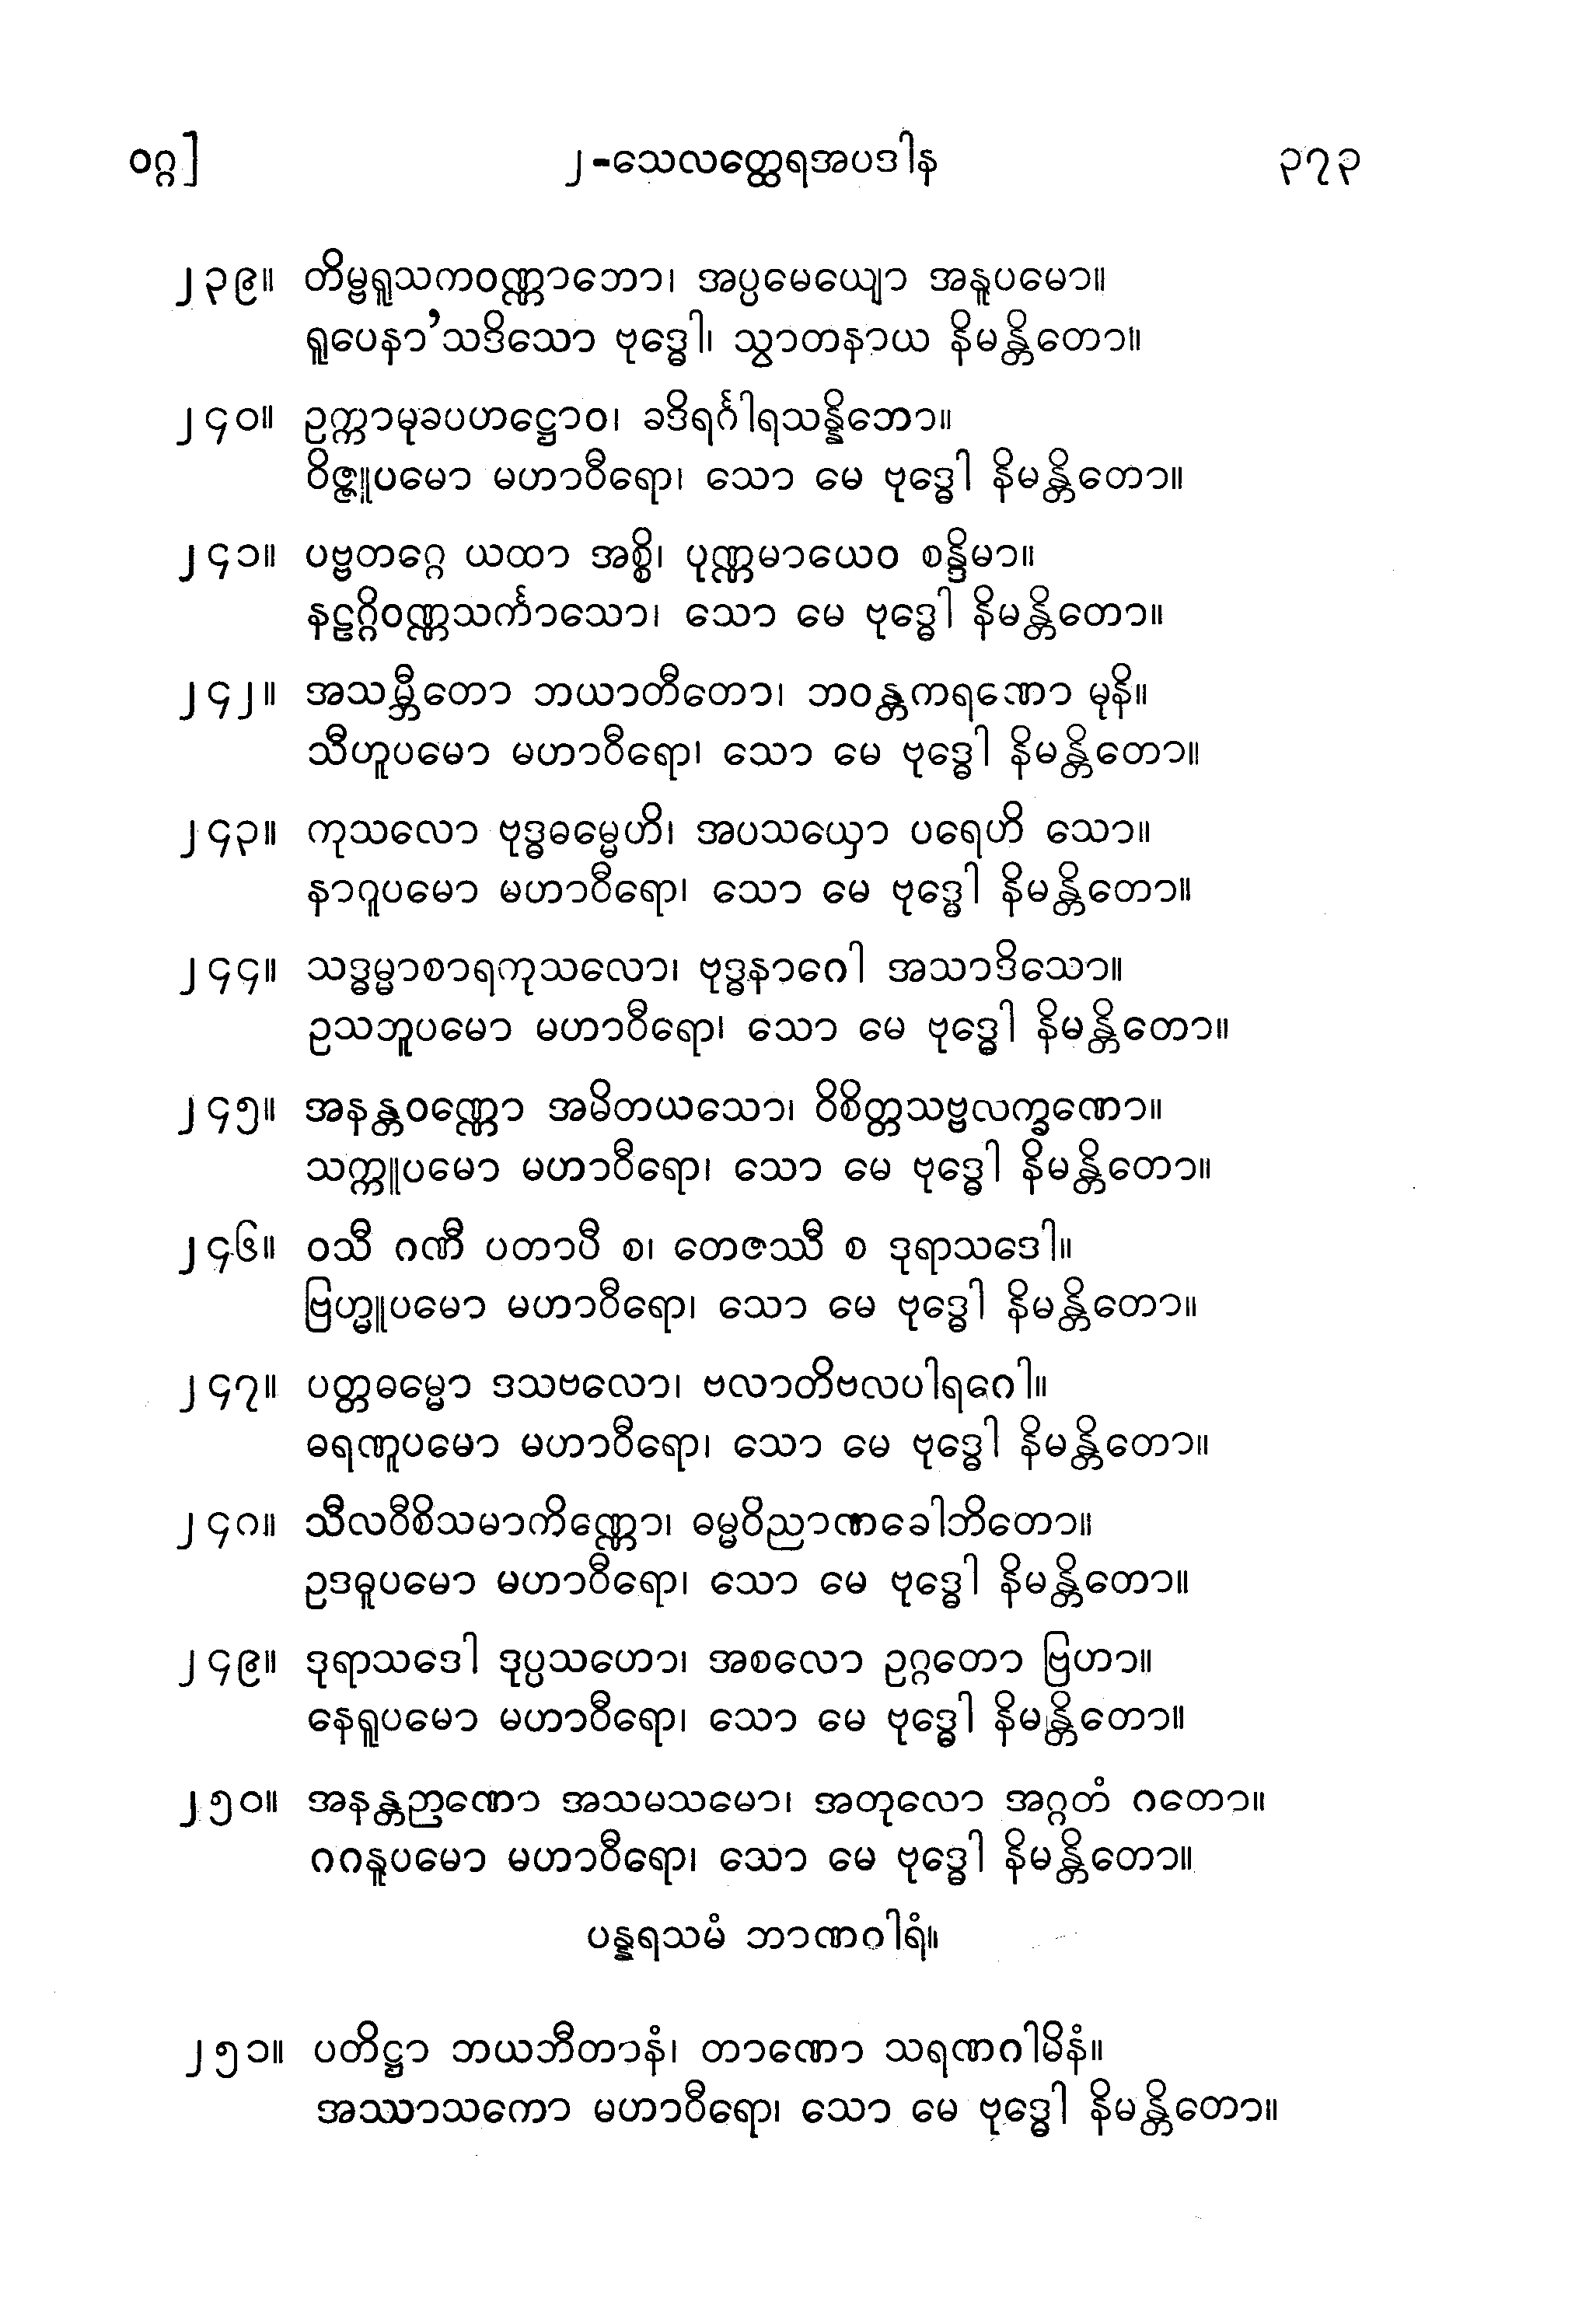 ဝဂ္ဂ] ၂-သေလတ္ထေရအပဒါန ၃၇၃
၂၃၉။ တိမ္ဗရူသကဝဏ္ဏာဘော၊ အပ္ပမေယျော အနူပမော။
ရူပေနာ’သဒိသော ဗုဒ္ဓေါ၊ သွာတနာယ နိမန္တိတော။
၂၄၀။ ဥက္ကာမုခပဟဋ္ဌောဝ၊ ခဒိရင်္ဂါရသန္နိဘော။
ဝိဇ္ဇူပမော မဟာဝီရော၊ သော မေ ဗုဒ္ဓေါ နိမန္တိတော။
၂၄၁။ ပဗ္ဗတဂ္ဂေ ယထာ အစ္စိ၊ ပုဏ္ဏမာယေဝ စန္ဒိမာ။
နဠဂ္ဂိဝဏ္ဏသင်္ကာသော၊ သော မေ ဗုဒ္ဓေါ နိမန္တိတော။
၂၄၂။ အသမ္ဘီတော ဘယာတီတော၊ ဘဝန္တကရဏော မုနိ။
သီဟူပမော မဟာဝီရော၊ သော မေ ဗုဒ္ဓေါ နိမန္တိတော။
၂၄၃။ ကုသလော ဗုဒ္ဓဓမ္မေဟိ၊ အပသယှော ပရေဟိ သော။
နာဂူပမော မဟာဝီရော၊ သော မေ ဗုဒ္ဓေါ နိမန္တိတော။
၂၄၄။ သဒ္ဓမ္မာစာရကုသလော၊ ဗုဒ္ဓနာဂေါ အသာဒိသော။
ဥသဘူပမော မဟာဝီရော၊ သော မေ ဗုဒ္ဓေါ နိမန္တိတော။
၂၄၅။ အနန္တဝဏ္ဏော အမိတယသော၊ ဝိစိတ္တသဗ္ဗလက္ခဏော။
သက္ကူပမော မဟာဝီရော၊ သော မေ ဗုဒ္ဓေါ နိမန္တိတော။
၂၄၆။ ဝသီ ဂဏီ ပတာပီ စ၊ တေဇဿီ စ ဒုရာသဒေါ။
ဗြဟ္မူပမော မဟာဝီရော၊ သော မေ ဗုဒ္ဓေါ နိမန္တိတော။
၂၄၇။ ပတ္တဓမ္မော ဒသဗလော၊ ဗလာတိဗလပါရဂေါ။
ဓရဏူပမော မဟာဝီရော၊ သော မေ ဗုဒ္ဓေါ နိမန္တိတော။
၂၄၈။ သီလဝီစိသမာကိဏ္ဏော၊ ဓမ္မဝိညာဏခေါဘိတော။
ဥဒဓူပမော မဟာဝီရော၊ သော မေ ဗုဒ္ဓေါ နိမန္တိတော။
၂၄၉။ ဒုရာသဒေါ ဒုပ္ပသဟော၊ အစလော ဥဂ္ဂတော ဗြဟာ။
နေရူပမော မဟာဝီရော၊ သော မေ ဗုဒ္ဓေါ နိမန္တိတော။
၂၅၀။ အနန္တဉာဏော အသမသမော၊ အတုလော အဂ္ဂတံ ဂတော။
ဂဂနူပမော မဟာဝီရော၊ သော မေ ဗုဒ္ဓေါ နိမန္တိတော။
ပန္နရသမံ ဘာဏဝါရံ။
၂၅၁။ ပတိဋ္ဌာ ဘယဘီတာနံ၊ တာဏော သရဏဂါမိနံ။
အဿာသကော မဟာဝီရော၊ သော မေ ဗုဒ္ဓေါ နိမန္တိတော။